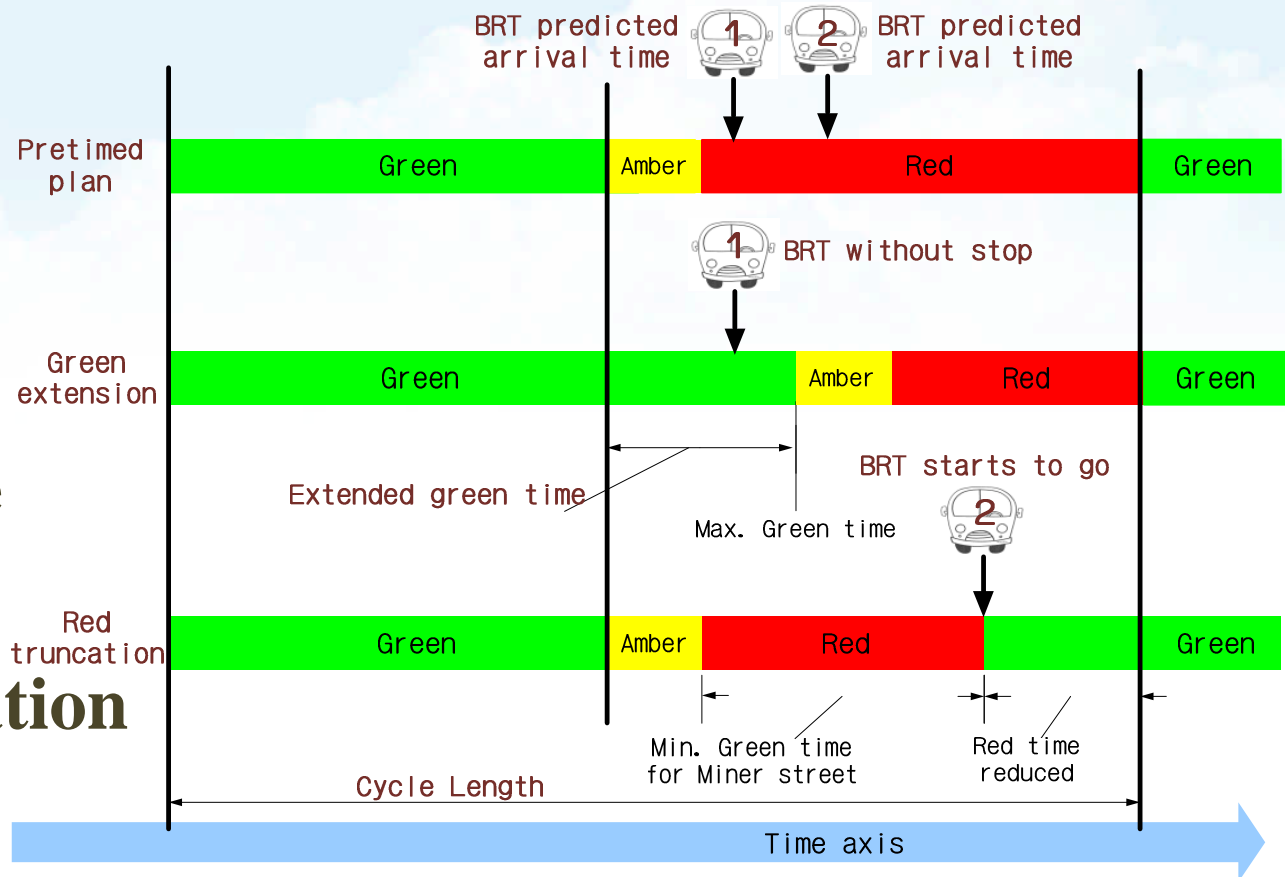 BRT predicted
arrival time
1
2
BRT predicted
arrival time
Pretimed
plan
Green
Amber
Red
Green
1
BRT without stop
Green
extension
Green
Amber
Red
Green
Extended green time
Max. Green time
BRT starts to go
2
Red
truncation
Green
Amber
Red
Green
ation
Min. Green time
for Miner street
Red time
reduced
Cycle Length
Time axis